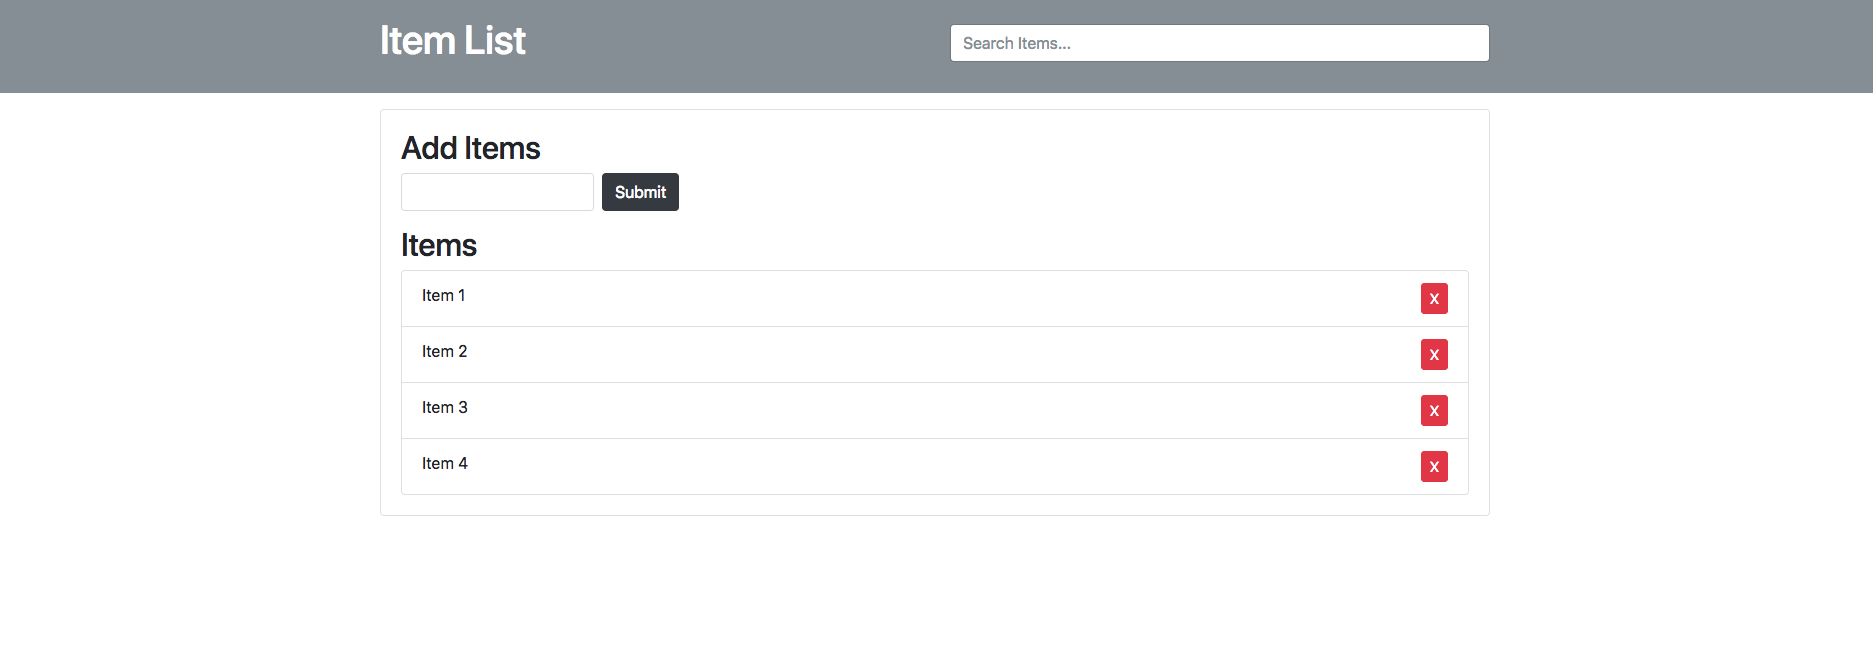 Item List
Search Items...
Add Items
Submit
Items
Item 1 X
Item 2 X
Item 3 X
Item 4 X